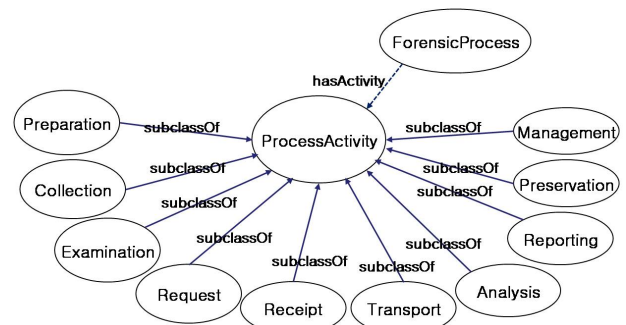 ForensicProcess
hasActivity
Preparation
subclassOf
ProcessActivity
subclassOf
Management
Collection
subclassOf
subclassOf
Preservation
Examination
subclassOf
subclassOf
Reporting
Request
subclassOf
subclassOf
Analysis
Receipt
subclassOf
subclassOf
Transport